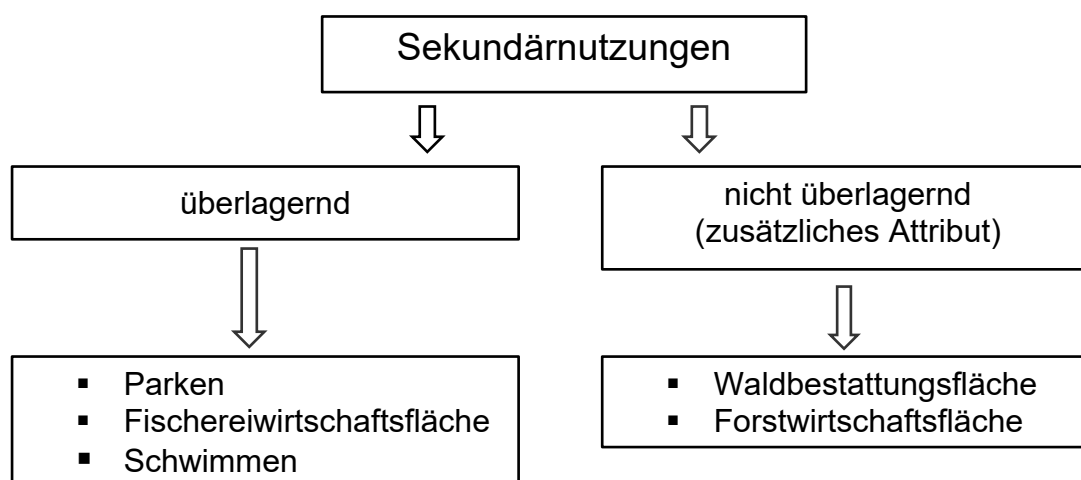 Sekundärnutzungen
überlagernd
nicht überlagernd
(zusätzliches Attribut)
▪ Parken
▪ Fischereiwirtschaftsfläche
▪ Schwimmen
▪ Waldbestattungsfläche
▪ Forstwirtschaftsfläche